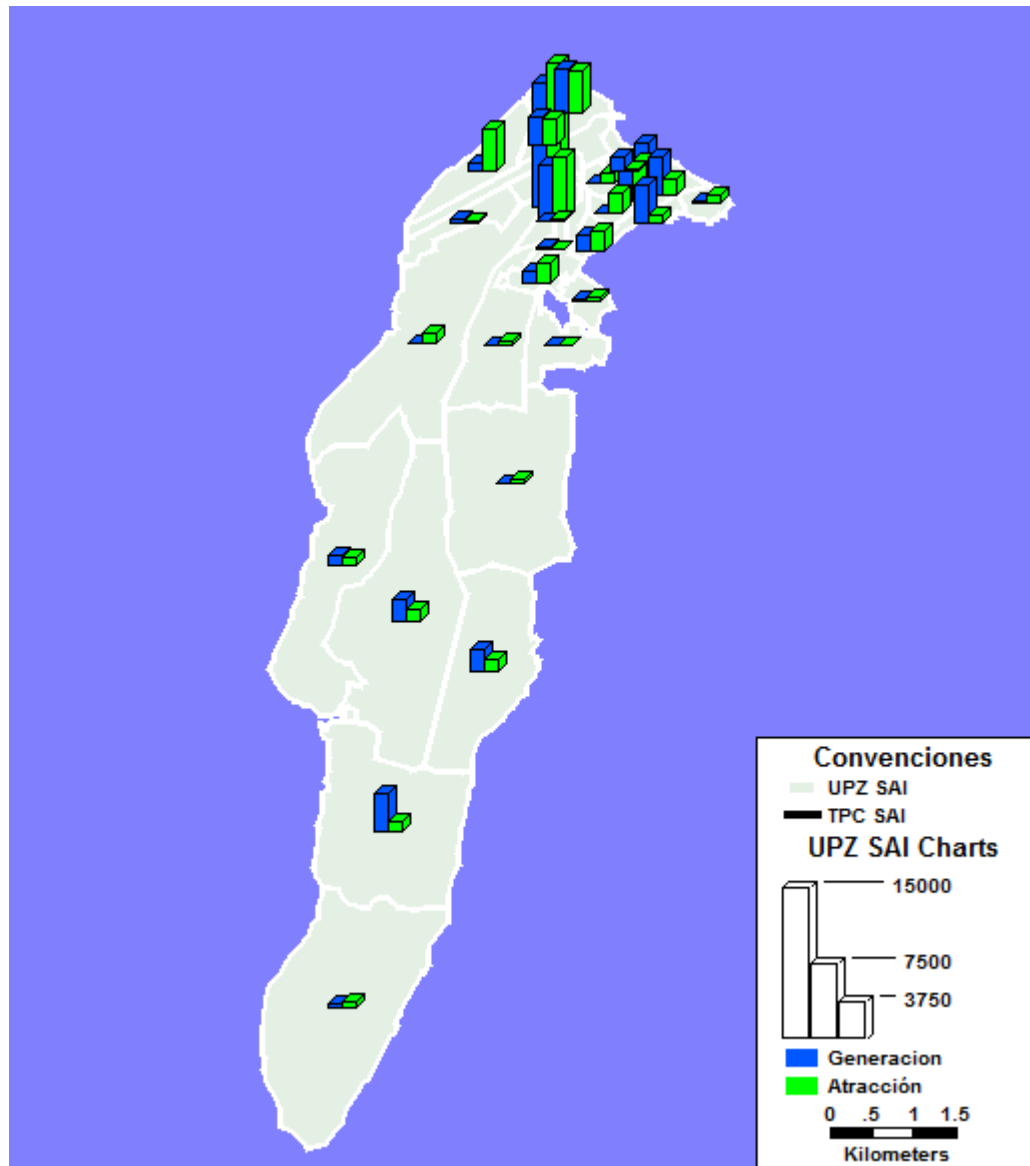 Convenciones
UPZ SAI
TPC SAI
UPZ SAI Charts
15000
7500
3750
Generacion
Atracción
0 .5 1 1.5
Kilometers